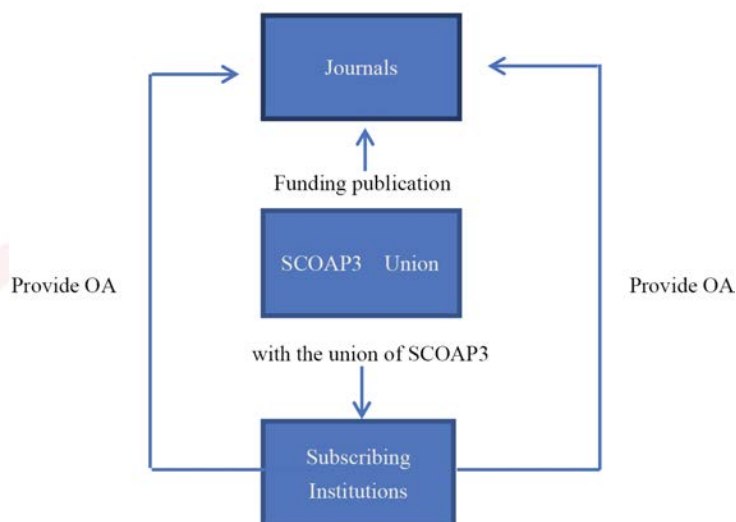 Journals
Funding publication
SCOAP3 Union
Provide OA
Provide OA
with the union of SCOAP3
Subscribing
Institutions